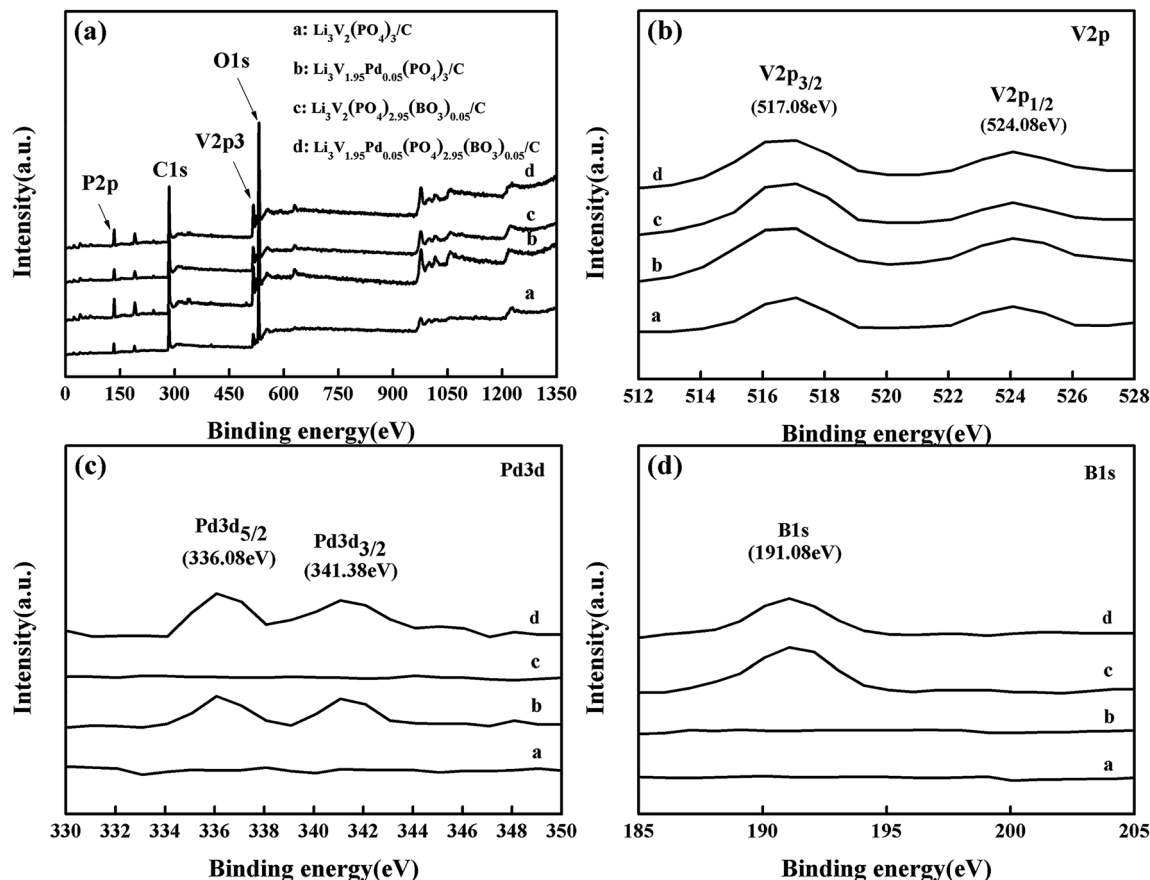 (a)
a: Li₃V₂(PO₄)₃/C
b: Li₃V₁.₉₅Pd₀.₀₅(PO₄)₃/C
c: Li₃V₂(PO₄)₂.₉₅(BO₃)₀.₀₅/C
d: Li₃V₁.₉₅Pd₀.₀₅(PO₄)₂.₉₅(BO₃)₀.₀₅/C
O1s
V2p3
C1s
P2p
d
c
b
a
Intensity(a.u.)
0 150 300 450 600 750 900 1050 1200 1350
Binding energy(eV)
(b)
V2p
V2p₃/₂
(517.08eV)
V2p₁/₂
(524.08eV)
d
c
b
a
Intensity(a.u.)
512 514 516 518 520 522 524 526 528
Binding energy(eV)
(c)
Pd3d
Pd3d₅/₂
(336.08eV)
Pd3d₃/₂
(341.38eV)
d
c
b
a
Intensity(a.u.)
330 332 334 336 338 340 342 344 346 348 350
Binding energy(eV)
(d)
B1s
B1s
(191.08eV)
d
c
b
a
Intensity(a.u.)
185 190 195 200 205
Binding energy(eV)